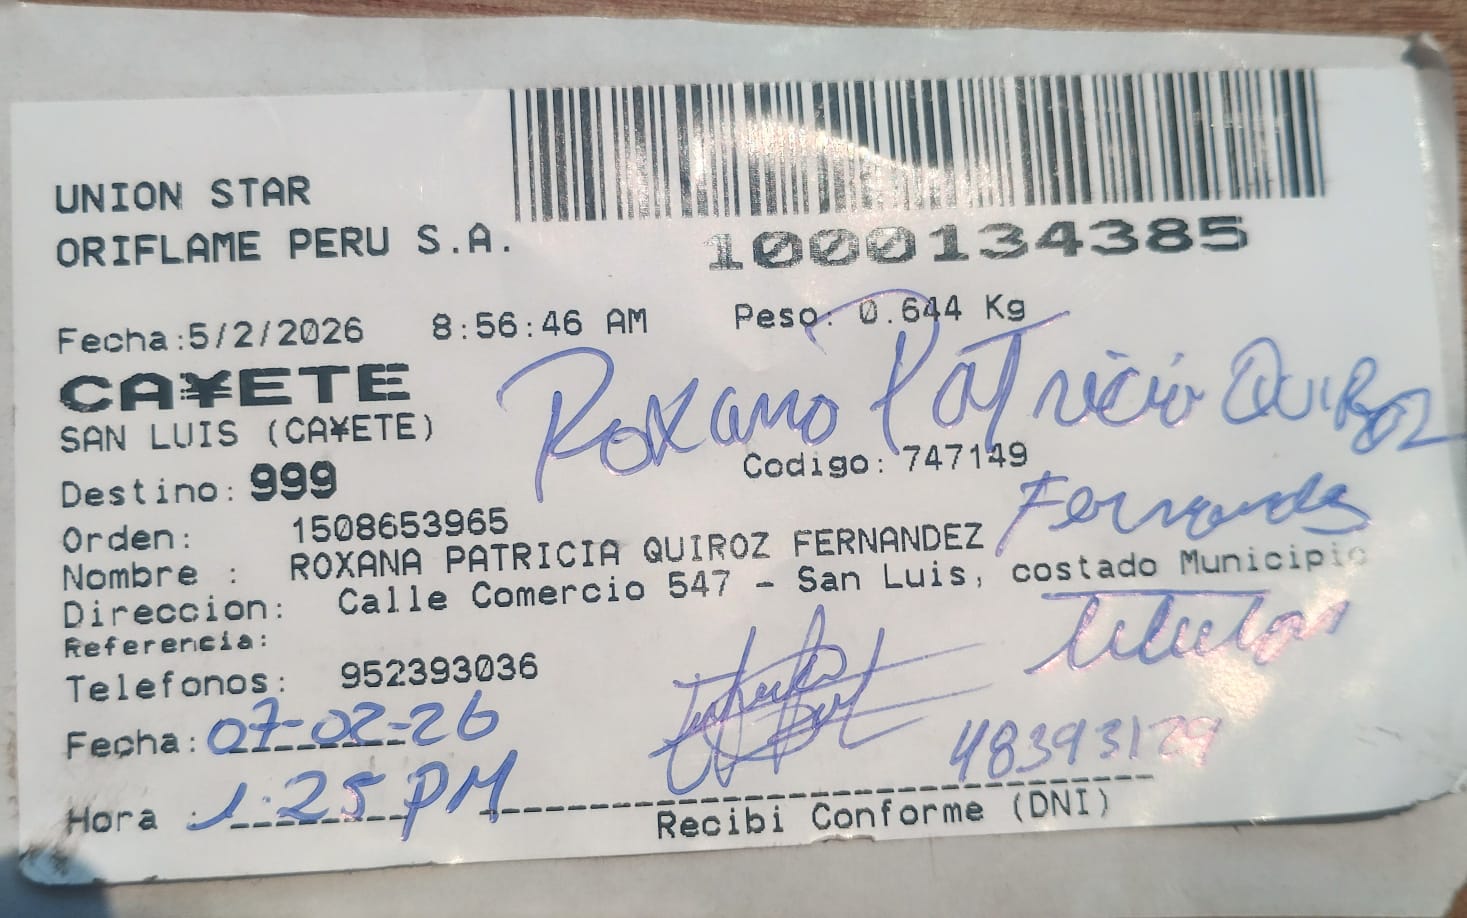 UNION STAR
ORIFLAME PERU S.A.
1000134385
Fecha:5/2/2026 8:56:46 AM Peso: 0.644 Kg
CA¥ETE
SAN LUIS (CA¥ETE)
Roxana Patricia Quiroz
Destino: 999 Codigo: 747149
Fernandez
Orden: 1508653965
Nombre : ROXANA PATRICIA QUIROZ FERNANDEZ
Direccion: Calle Comercio 547 - San Luis, costado Municipio
Referencia:
Titular
Telefonos: 952393036
Fecha: 07-02-26
48393129
Hora : 1:25 PM
Recibi Conforme (DNI)